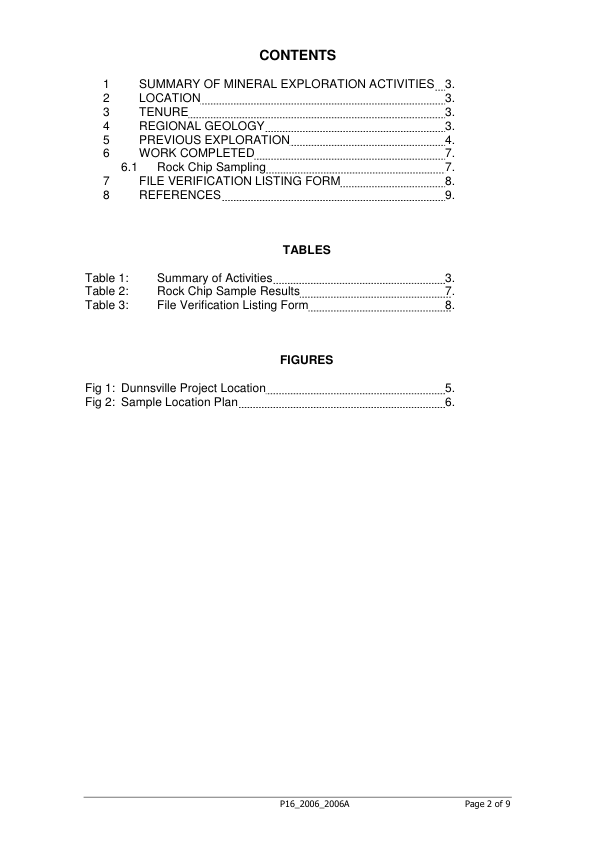 CONTENTS
1 SUMMARY OF MINERAL EXPLORATION ACTIVITIES 3.
2 LOCATION 3.
3 TENURE 3.
4 REGIONAL GEOLOGY 3.
5 PREVIOUS EXPLORATION 4.
6 WORK COMPLETED 7.
6.1 Rock Chip Sampling 7.
7 FILE VERIFICATION LISTING FORM 8.
8 REFERENCES 9.
TABLES
Table 1: Summary of Activities 3.
Table 2: Rock Chip Sample Results 7.
Table 3: File Verification Listing Form 8.
FIGURES
Fig 1: Dunnsville Project Location 5.
Fig 2: Sample Location Plan 6.
P16_2006_2006A Page 2 of 9